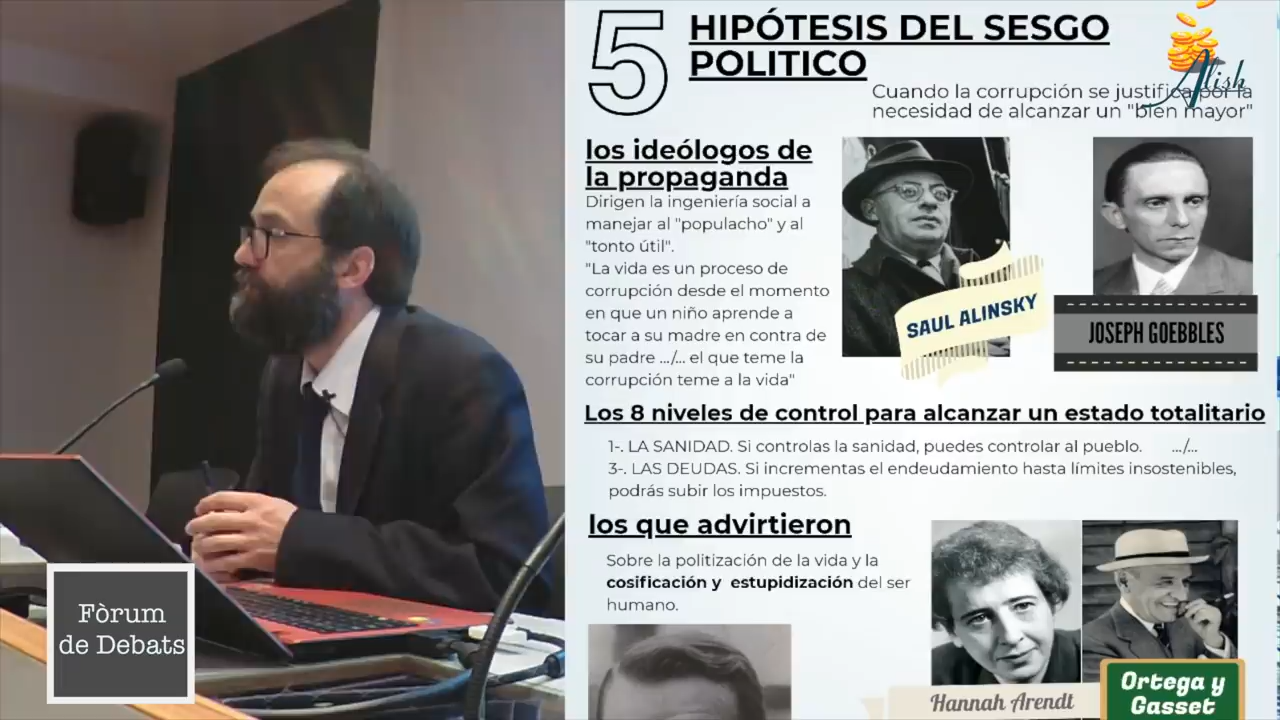 5
HIPÓTESIS DEL SESGO
POLITICO
Alish
Cuando la corrupción se justifica por la
necesidad de alcanzar un "bien mayor"
los ideólogos de
la propaganda
Dirigen la ingeniería social a
manejar al "populacho" y al
"tonto útil".
"La vida es un proceso de
corrupción desde el momento
en que un niño aprende a
tocar a su madre en contra de
su padre .../... el que teme la
corrupción teme a la vida"
SAUL ALINSKY
JOSEPH GOEBBLES
Los 8 niveles de control para alcanzar un estado totalitario
1-. LA SANIDAD. Si controlas la sanidad, puedes controlar al pueblo. .../...
3-. LAS DEUDAS. Si incrementas el endeudamiento hasta límites insostenibles,
podrás subir los impuestos.
los que advirtieron
Sobre la politización de la vida y la
cosificación y estupidización del ser
humano.
Hannah Arendt
Ortega y
Gasset
Fòrum
de Debats